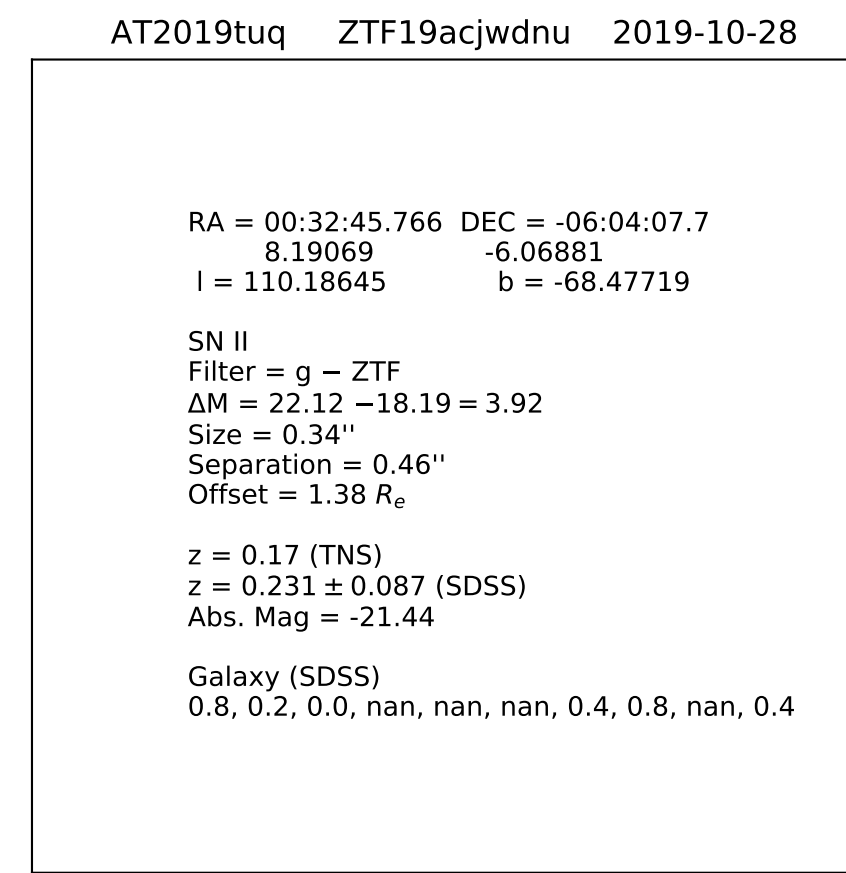 AT2019tuq ZTF19acjwdnu 2019-10-28
RA = 00:32:45.766 DEC = -06:04:07.7
8.19069 -6.06881
l = 110.18645 b = -68.47719
SN II
Filter = g − ZTF
ΔM = 22.12 −18.19 = 3.92
Size = 0.34''
Separation = 0.46''
Offset = 1.38 Re
z = 0.17 (TNS)
z = 0.231 ± 0.087 (SDSS)
Abs. Mag = -21.44
Galaxy (SDSS)
0.8, 0.2, 0.0, nan, nan, nan, 0.4, 0.8, nan, 0.4